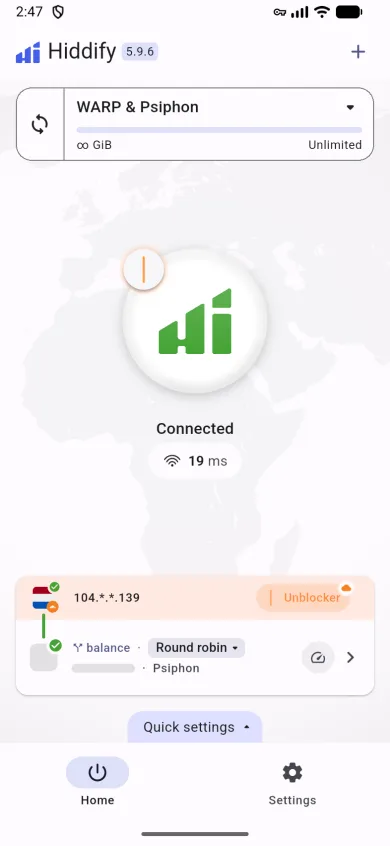 2:47
Hiddify 5.9.6
WARP & Psiphon
∞ GiB Unlimited
Connected
19 ms
104.*.*.139 Unblocker
balance · Round robin
· Psiphon
Quick settings
Home Settings